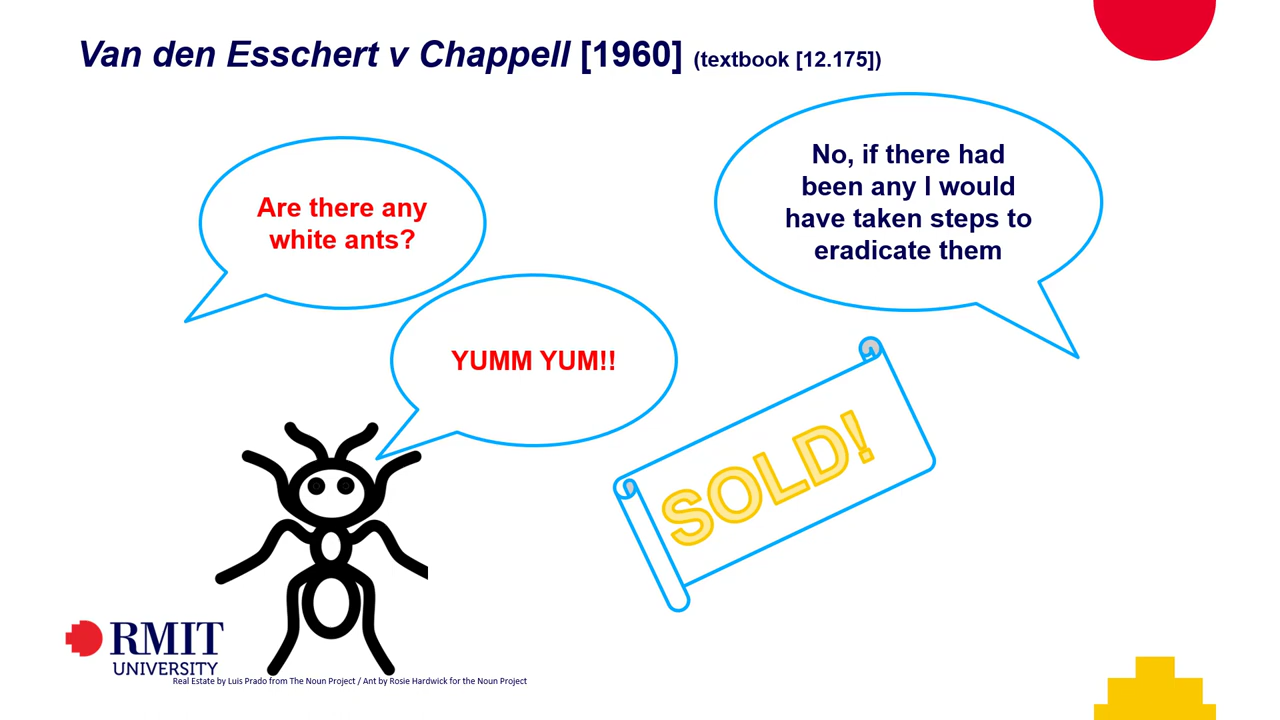 Van den Esschert v Chappell [1960] (textbook [12.175])
Are there any
white ants?
No, if there had
been any I would
have taken steps to
eradicate them
YUMM YUM!!
SOLD!
RMIT
UNIVERSITY
Real Estate by Luis Prado from The Noun Project / Ant by Rosie Hardwick for the Noun Project